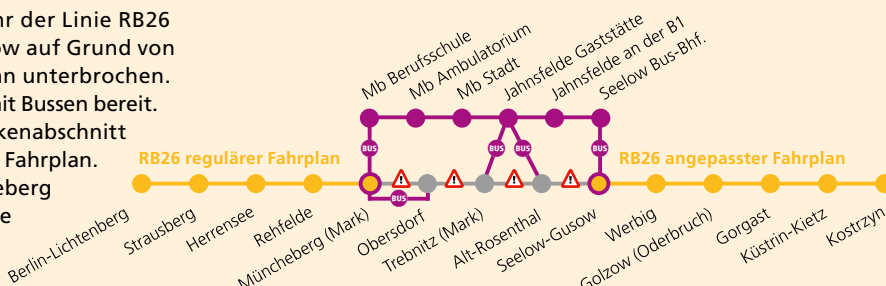 hr der Linie RB26
ow auf Grund von
n unterbrochen.
it Bussen bereit.
kenabschnitt
Fahrplan.
eberg
e
Mb Berufsschule
Mb Ambulatorium
Mb Stadt
Jahnsfelde Gaststätte
Jahnsfelde an der B1
Seelow Bus-Bhf.
BUS
BUS
BUS
BUS
RB26 regulärer Fahrplan
RB26 angepasster Fahrplan
!
!
!
!
BUS
Berlin-Lichtenberg
Strausberg
Herrensee
Rehfelde
Müncheberg (Mark)
Obersdorf
Trebnitz (Mark)
Alt-Rosenthal
Seelow-Gusow
Werbig
Golzow (Oderbruch)
Gorgast
Küstrin-Kietz
Kostrzyn